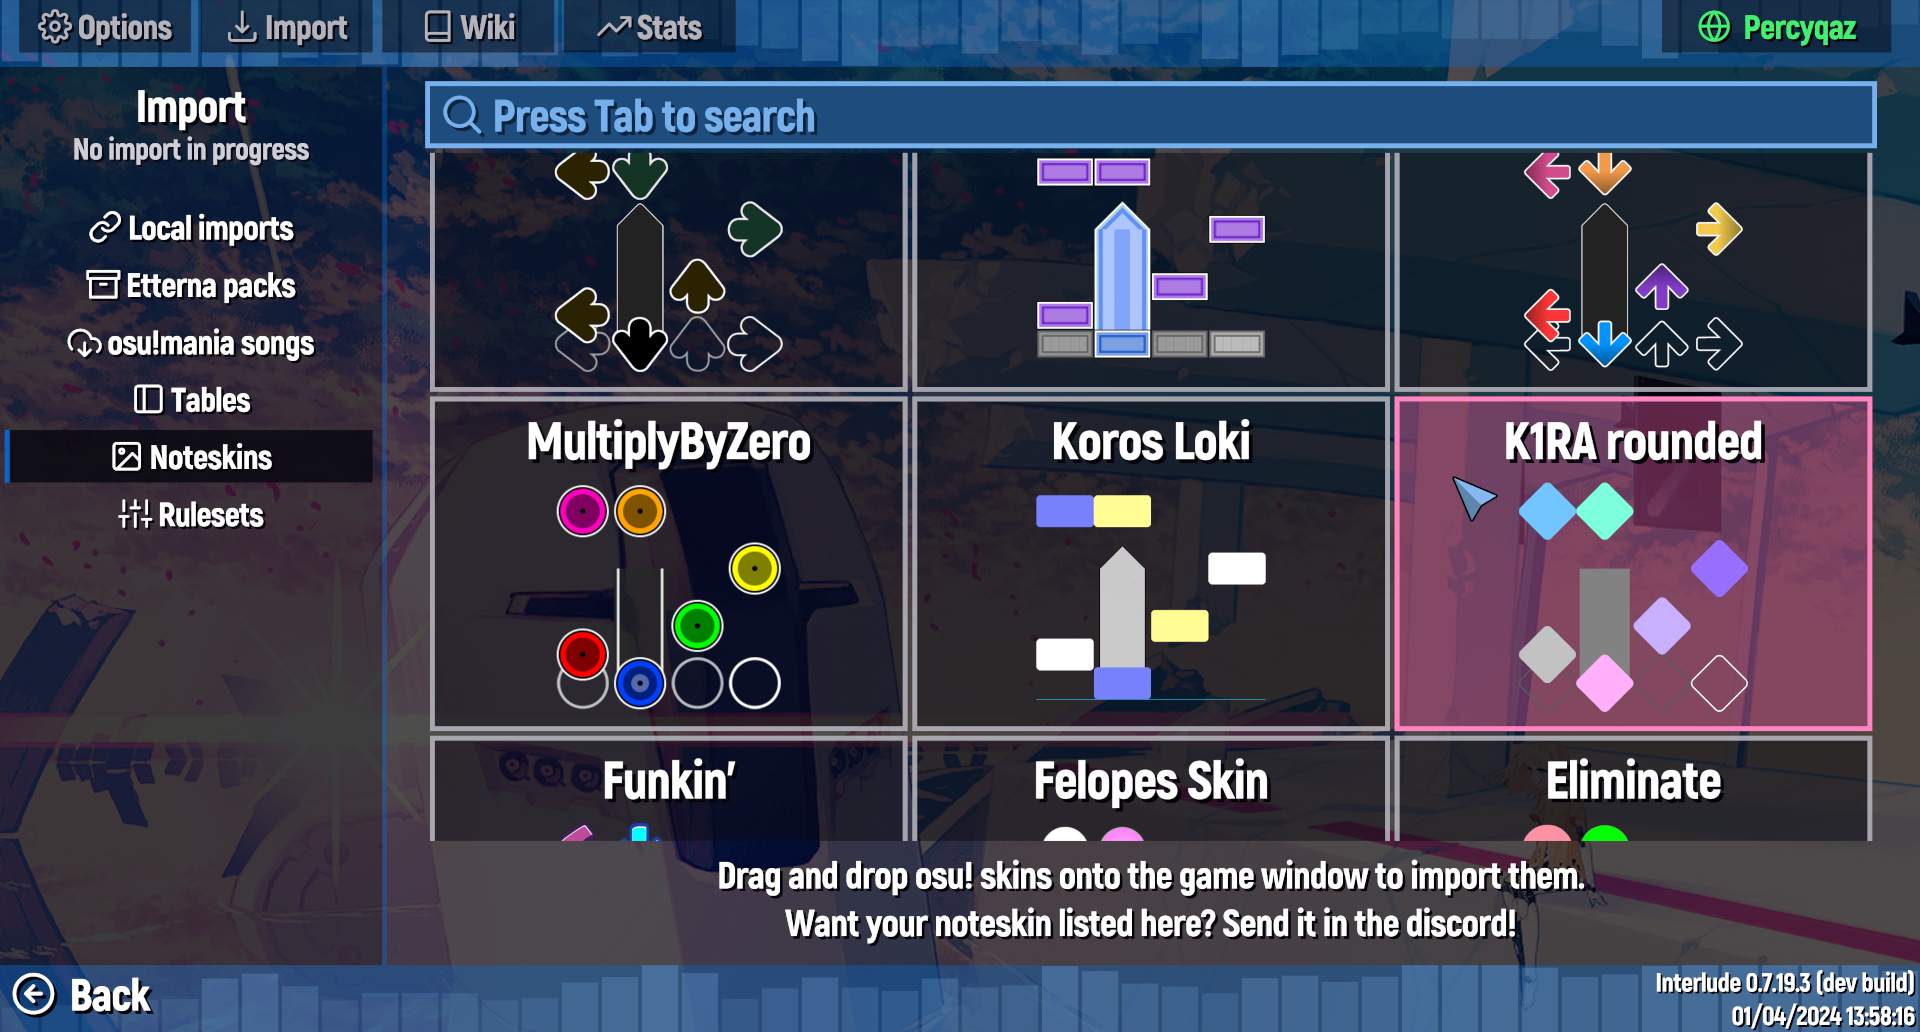 Options
Import
Wiki
Stats
Percyqaz
Import
No import in progress
Local imports
Etterna packs
osu!mania songs
Tables
Noteskins
Rulesets
Press Tab to search
MultiplyByZero
Koros Loki
K1RA rounded
Funkin'
Felopes Skin
Eliminate
Drag and drop osu! skins onto the game window to import them.
Want your noteskin listed here? Send it in the discord!
Back
Interlude 0.7.19.3 (dev build)
01/04/2024 13:58:16